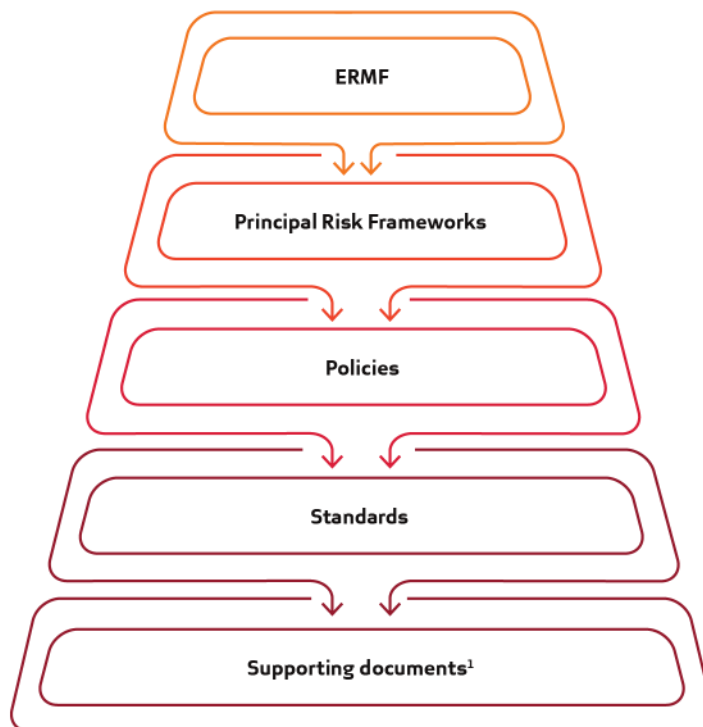 ERMF
Principal Risk Frameworks
Policies
Standards
Supporting documents¹